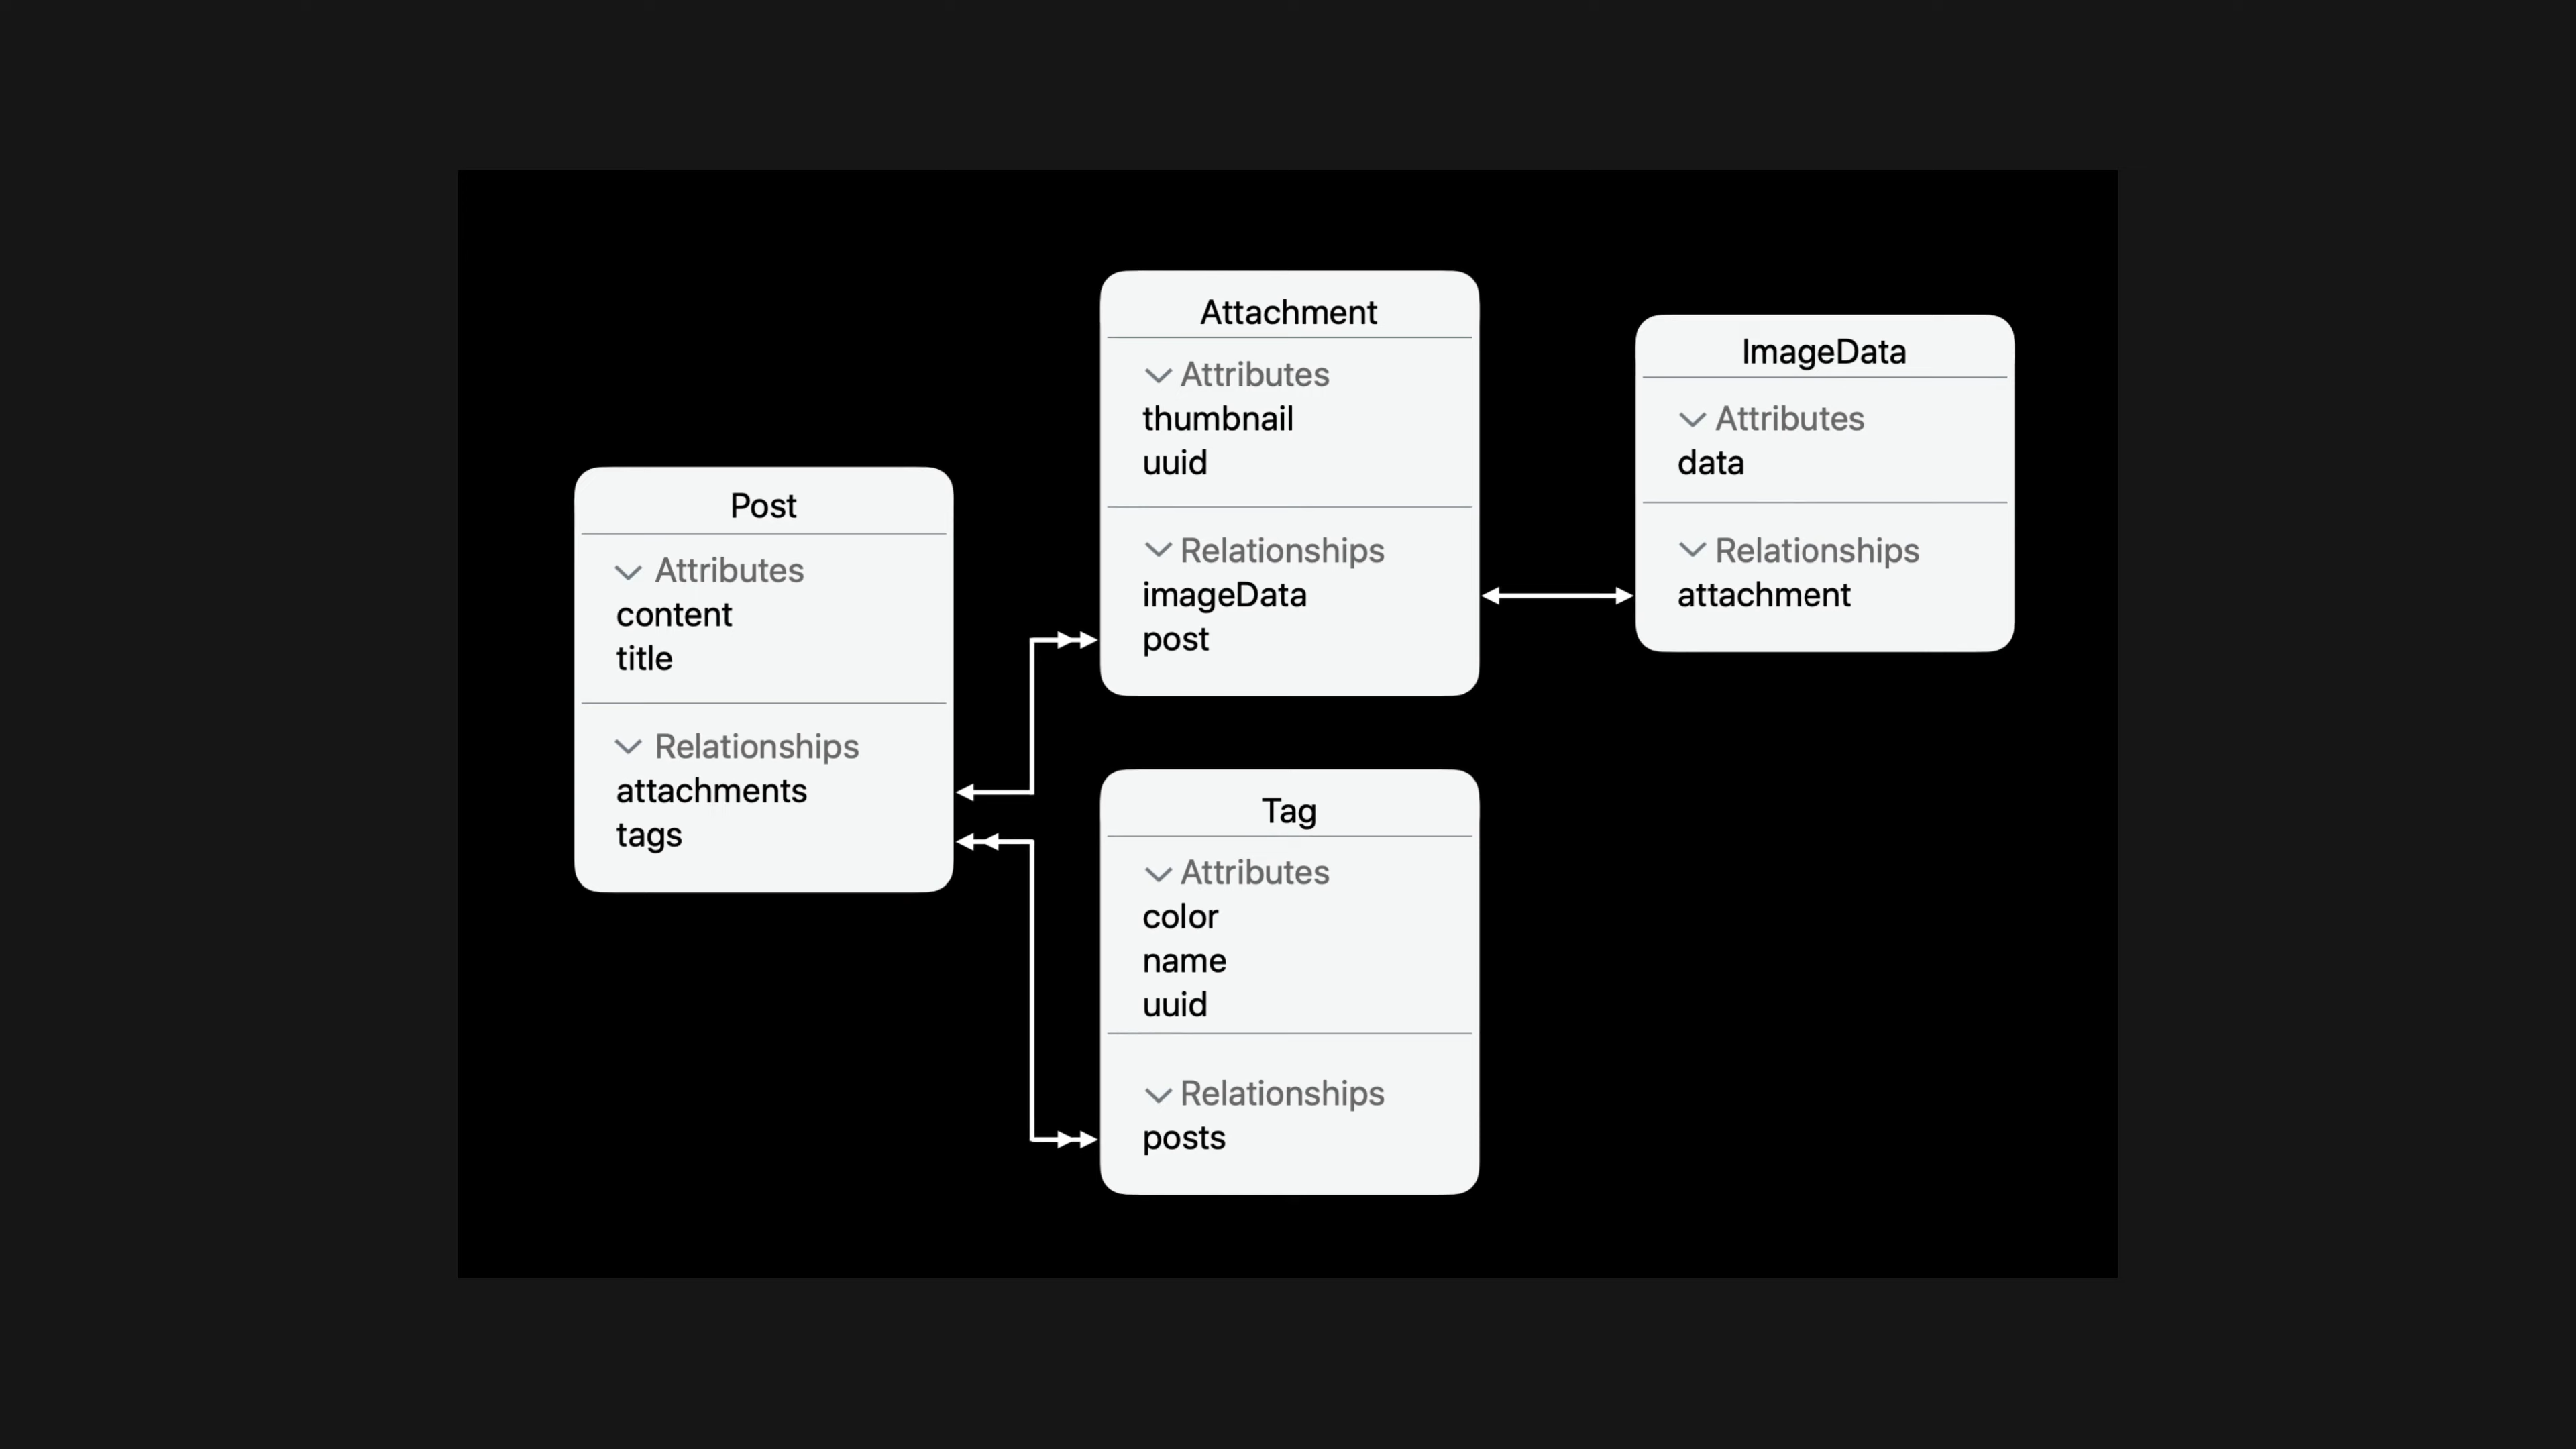 Post
Attributes
content
title
Relationships
attachments
tags
Attachment
Attributes
thumbnail
uuid
Relationships
imageData
post
ImageData
Attributes
data
Relationships
attachment
Tag
Attributes
color
name
uuid
Relationships
posts